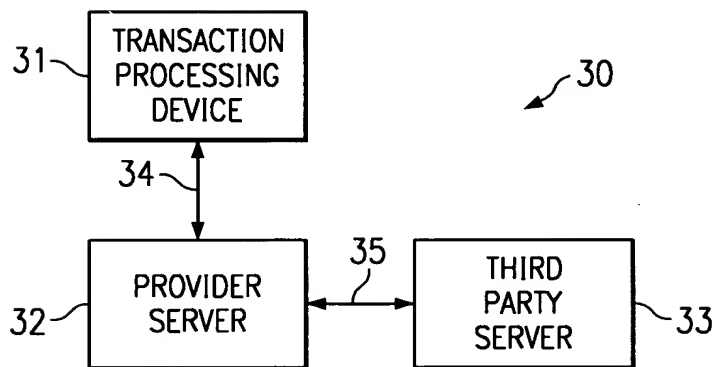 31
TRANSACTION
PROCESSING
DEVICE
30
34
32
PROVIDER
SERVER
35
THIRD
PARTY
SERVER
33